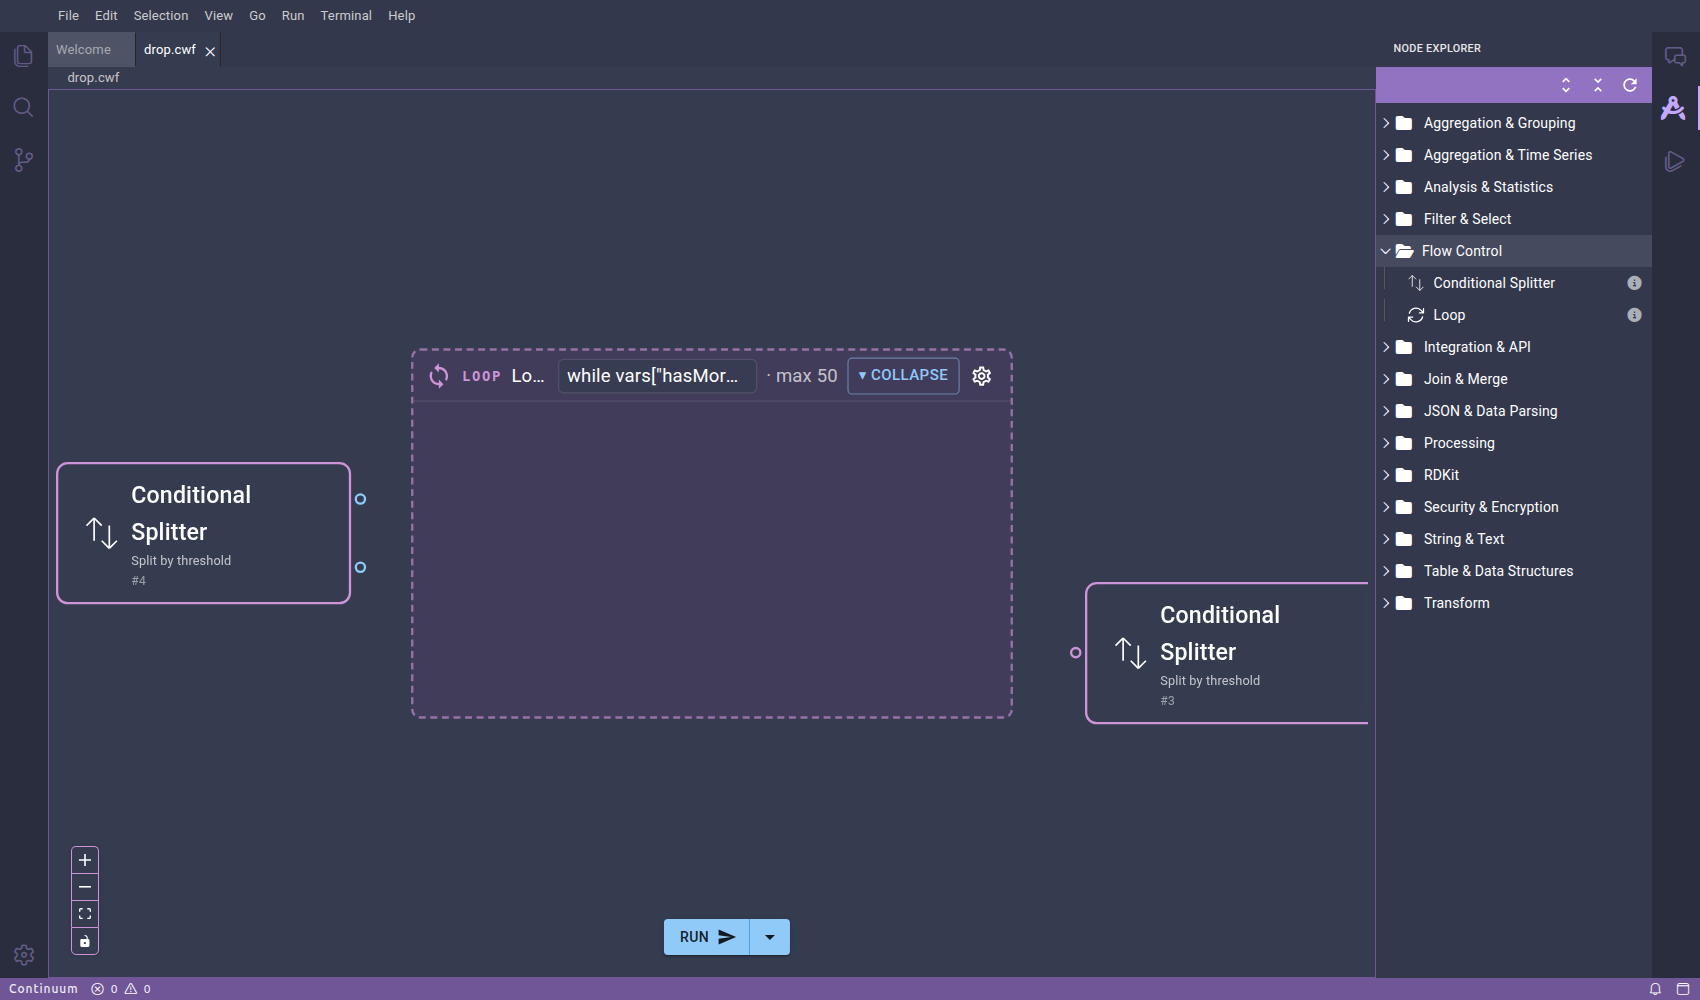 File Edit Selection View Go Run Terminal Help
Welcome
drop.cwf
NODE EXPLORER
drop.cwf
Aggregation & Grouping
Aggregation & Time Series
Analysis & Statistics
Filter & Select
Flow Control
Conditional Splitter
Loop
Integration & API
Join & Merge
JSON & Data Parsing
Processing
RDKit
Security & Encryption
String & Text
Table & Data Structures
Transform
LOOP Lo... while vars["hasMor... · max 50 ▾ COLLAPSE
Conditional
Splitter
Split by threshold
#4
Conditional
Splitter
Split by threshold
#3
RUN
Continuum 0 0